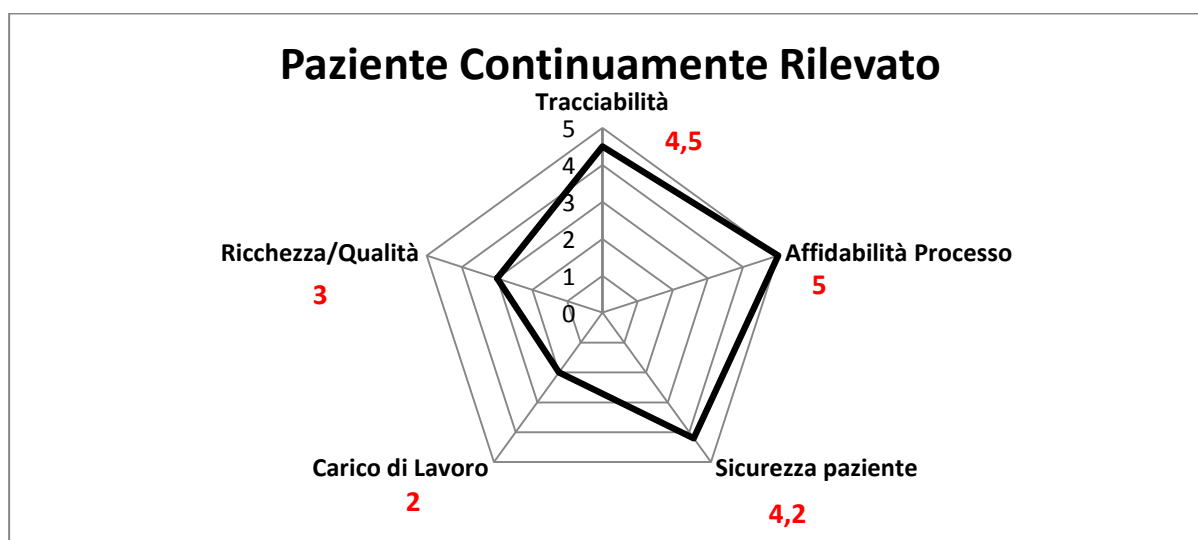 Paziente Continuamente Rilevato
Tracciabilità
4,5
5
4
3
2
1
0
Ricchezza/Qualità
3
Affidabilità Processo
5
Carico di Lavoro
2
Sicurezza paziente
4,2